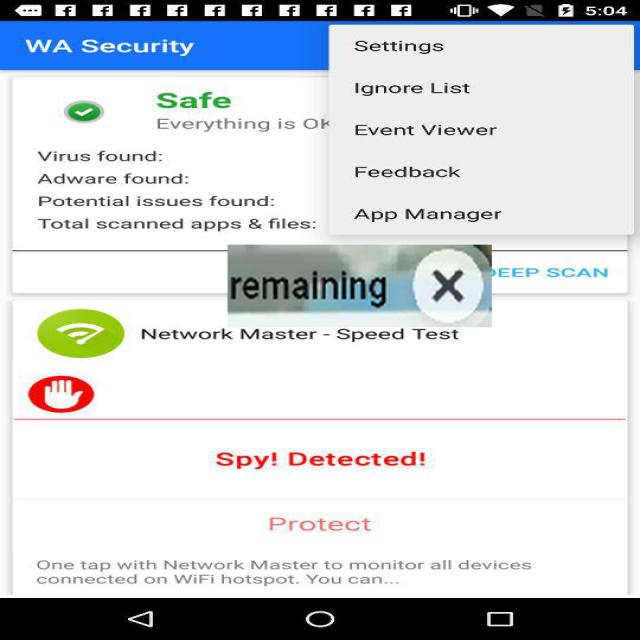 5:04
WA Security
Settings
Ignore List
Event Viewer
Feedback
App Manager
Safe
Everything is OK
Virus found:
Adware found:
Potential issues found:
Total scanned apps & files:
DEEP SCAN
remaining
Network Master - Speed Test
Spy! Detected!
Protect
One tap with Network Master to monitor all devices
connected on WiFi hotspot. You can...